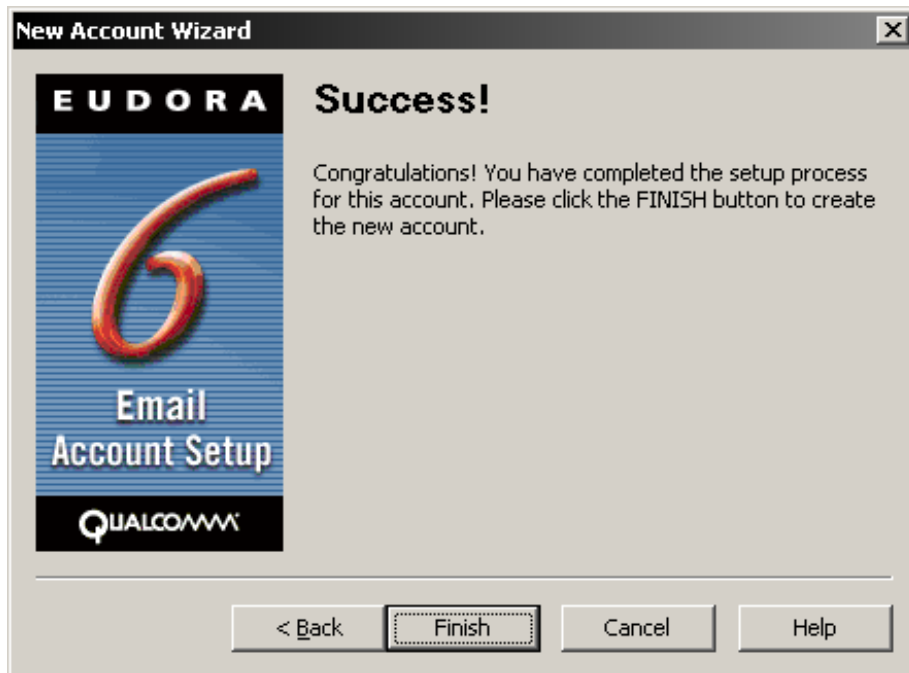 New Account Wizard
EUDORA
6
Email
Account Setup
QUALCOMM
Success!
Congratulations! You have completed the setup process
for this account. Please click the FINISH button to create
the new account.
< Back
Finish
Cancel
Help